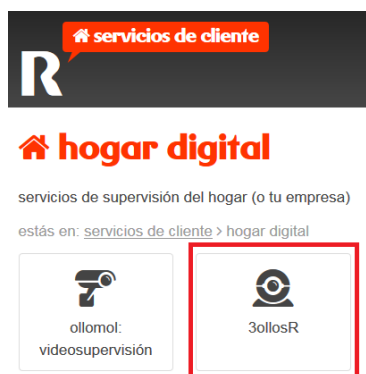 servicios de cliente
R
hogar digital
servicios de supervisión del hogar (o tu empresa)
estás en: servicios de cliente > hogar digital
ollomol:
videosupervisión
3ollosR